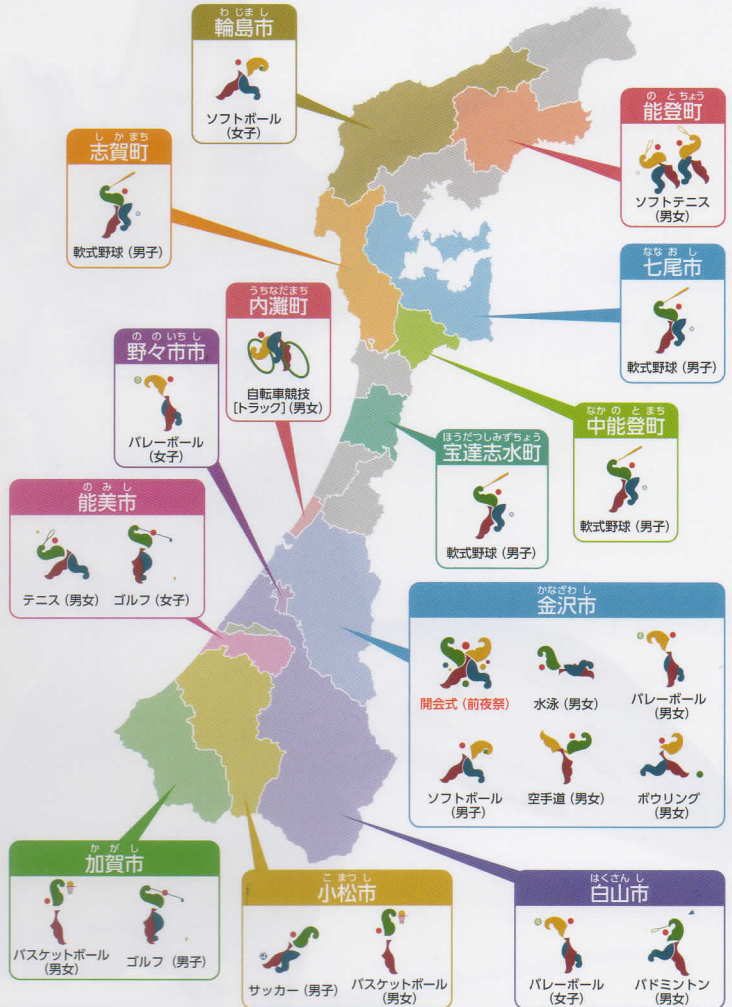 わじまし
輪島市
ソフトボール
(女子)
のとちょう
能登町
ソフトテニス
(男女)
しかまち
志賀町
軟式野球 (男子)
ななおし
七尾市
軟式野球 (男子)
うちなだまち
内灘町
自転車競技
[トラック] (男女)
ののいちし
野々市市
バレーボール
(女子)
なかのとまち
中能登町
軟式野球 (男子)
ほうだつしみずちょう
宝達志水町
軟式野球 (男子)
のみし
能美市
テニス (男女)
ゴルフ (女子)
かなざわし
金沢市
開会式 (前夜祭)
水泳 (男女)
バレーボール
(男女)
ソフトボール
(男子)
空手道 (男女)
ボウリング
(男女)
かがし
加賀市
バスケットボール
(男女)
ゴルフ (男子)
こまつし
小松市
サッカー (男子)
バスケットボール
(男女)
はくさんし
白山市
バレーボール
(女子)
バドミントン
(男女)